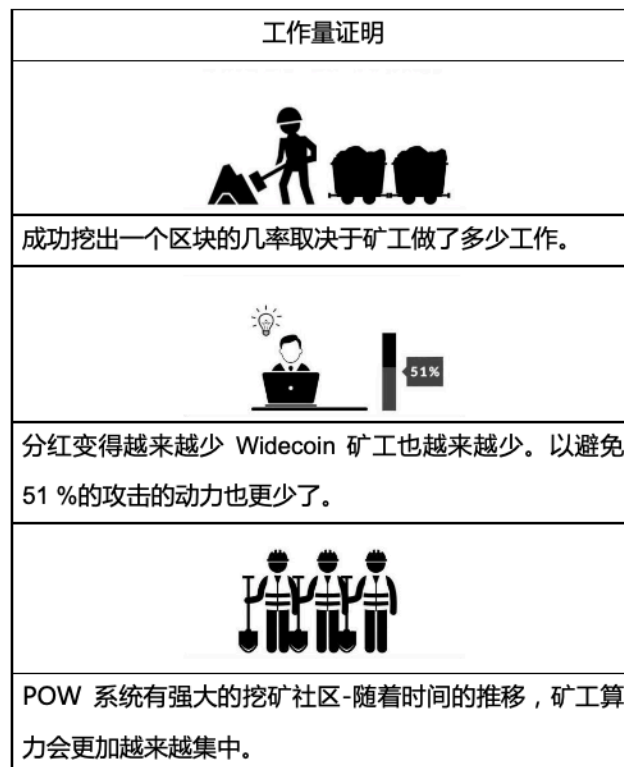 工作量证明
成功挖出一个区块的几率取决于矿工做了多少工作。
51%
分红变得越来越少 Widecoin 矿工也越来越少。以避免
51 %的攻击的动力也更少了。
POW 系统有强大的挖矿社区-随着时间的推移，矿工算
力会更加越来越集中。